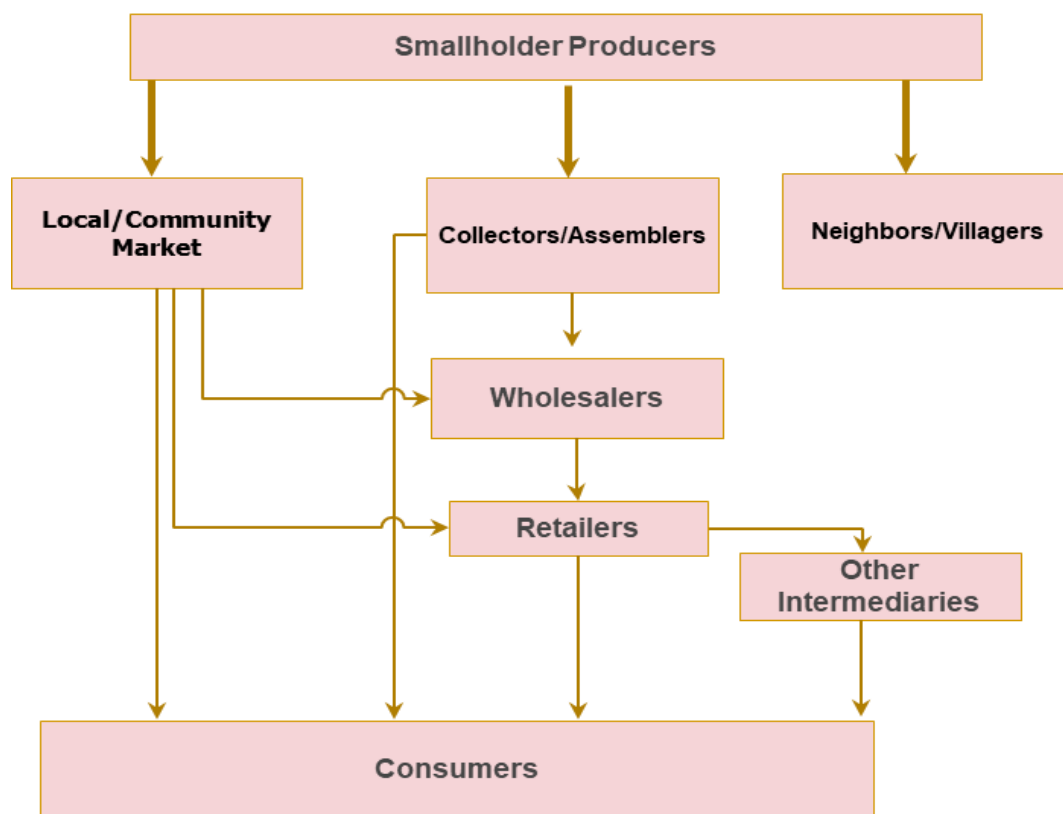 Smallholder Producers
Local/Community
Market
Collectors/Assemblers
Neighbors/Villagers
Wholesalers
Retailers
Other
Intermediaries
Consumers